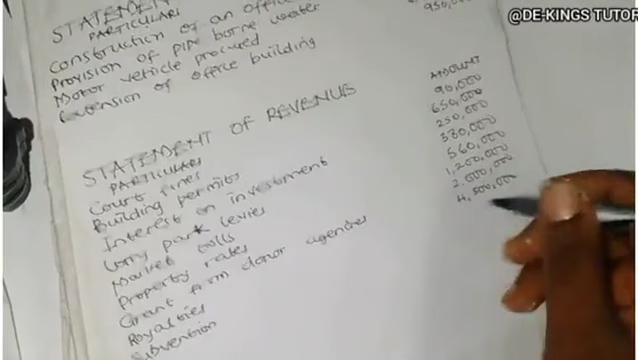 @DE-KINGS TUTOR
STATEMENT
PARTICULARS
Construction of an office
Provision of pipe borne water
Motor vehicle procured
Extension of office building
STATEMENT OF REVENUE
PARTICULARS AMOUNT
Court fines 90,000
Building permits 650,000
Interest on investment 250,000
Lorry park levies 380,000
Market tolls 560,000
Property rates 1,200,000
Grant from donor agencies 2,000,000
Royalties 4,500,000
Subvention